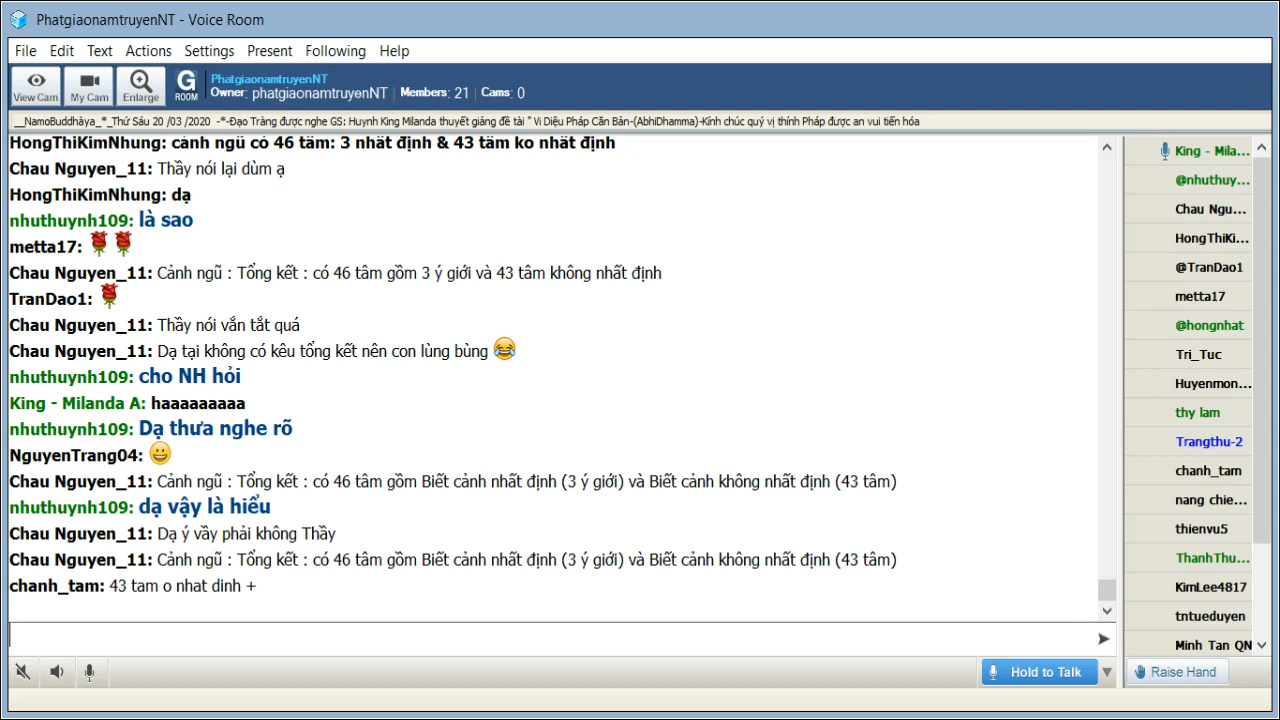 PhatgiaonamtruyenNT - Voice Room
File Edit Text Actions Settings Present Following Help
View Cam My Cam Enlarge G ROOM
PhatgiaonamtruyenNT
Owner: phatgiaonamtruyenNT Members: 21 Cams: 0
__NamoBuddhàya_*_Thứ Sáu 20 /03 /2020 -*-Đạo Tràng được nghe GS: Huynh King Milanda thuyết giảng đề tài " Vi Diệu Pháp Căn Bản-(AbhiDhamma)-Kính chúc quý vị thính Pháp được an vui tiến hóa
HongThiKimNhung: cảnh ngũ có 46 tâm: 3 nhất định & 43 tâm ko nhất định
Chau Nguyen_11: Thầy nói lại dùm ạ
HongThiKimNhung: dạ
nhuthuynh109: là sao
metta17:
Chau Nguyen_11: Cảnh ngũ : Tổng kết : có 46 tâm gồm 3 ý giới và 43 tâm không nhất định
TranDao1:
Chau Nguyen_11: Thầy nói vắn tắt quá
Chau Nguyen_11: Dạ tại không có kêu tổng kết nên con lùng bùng
nhuthuynh109: cho NH hỏi
King - Milanda A: haaaaaaaaa
nhuthuynh109: Dạ thưa nghe rõ
NguyenTrang04:
Chau Nguyen_11: Cảnh ngũ : Tổng kết : có 46 tâm gồm Biết cảnh nhất định (3 ý giới) và Biết cảnh không nhất định (43 tâm)
nhuthuynh109: dạ vậy là hiểu
Chau Nguyen_11: Dạ ý vầy phải không Thầy
Chau Nguyen_11: Cảnh ngũ : Tổng kết : có 46 tâm gồm Biết cảnh nhất định (3 ý giới) và Biết cảnh không nhất định (43 tâm)
chanh_tam: 43 tam o nhat dinh +
King - Mila...
@nhuthuy...
Chau Ngu...
HongThiKi...
@TranDao1
metta17
@hongnhat
Tri_Tuc
Huyenmon...
thy lam
Trangthu-2
chanh_tam
nang chie...
thienvu5
ThanhThu...
KimLee4817
tntueduyen
Minh Tan QN
Hold to Talk
Raise Hand